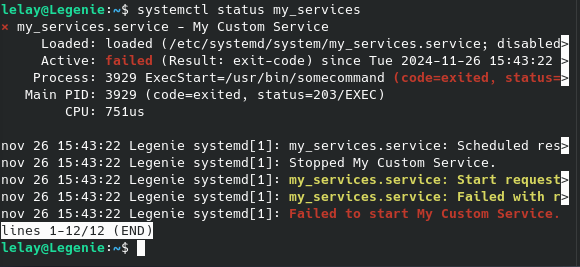 lelay@Legenie:~$ systemctl status my_services
× my_services.service - My Custom Service
Loaded: loaded (/etc/systemd/system/my_services.service; disabled>
Active: failed (Result: exit-code) since Tue 2024-11-26 15:43:22 >
Process: 3929 ExecStart=/usr/bin/somecommand (code=exited, status=>
Main PID: 3929 (code=exited, status=203/EXEC)
CPU: 751us
nov 26 15:43:22 Legenie systemd[1]: my_services.service: Scheduled res>
nov 26 15:43:22 Legenie systemd[1]: Stopped My Custom Service.
nov 26 15:43:22 Legenie systemd[1]: my_services.service: Start request>
nov 26 15:43:22 Legenie systemd[1]: my_services.service: Failed with r>
nov 26 15:43:22 Legenie systemd[1]: Failed to start My Custom Service.
lines 1-12/12 (END)
lelay@Legenie:~$